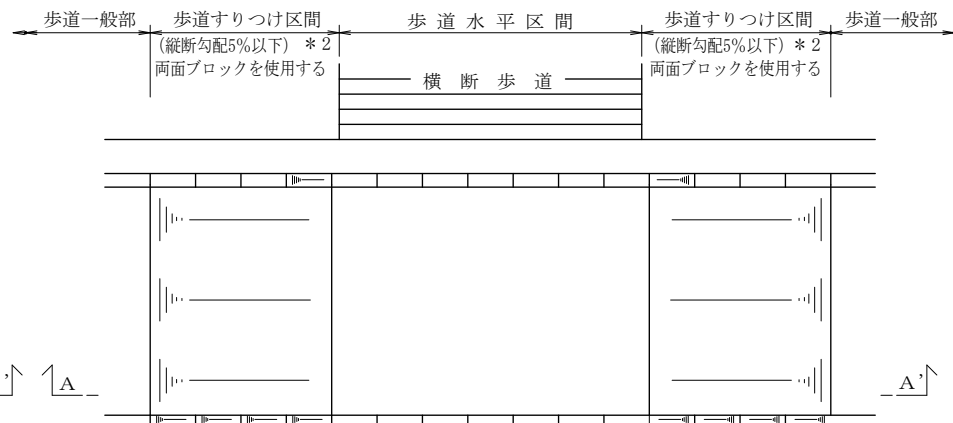 歩道一般部
歩道すりつけ区間
歩道水平区間
歩道すりつけ区間
歩道一般部
(縦断勾配5%以下) *2
(縦断勾配5%以下) *2
両面ブロックを使用する
両面ブロックを使用する
横断歩道
'
A
A'